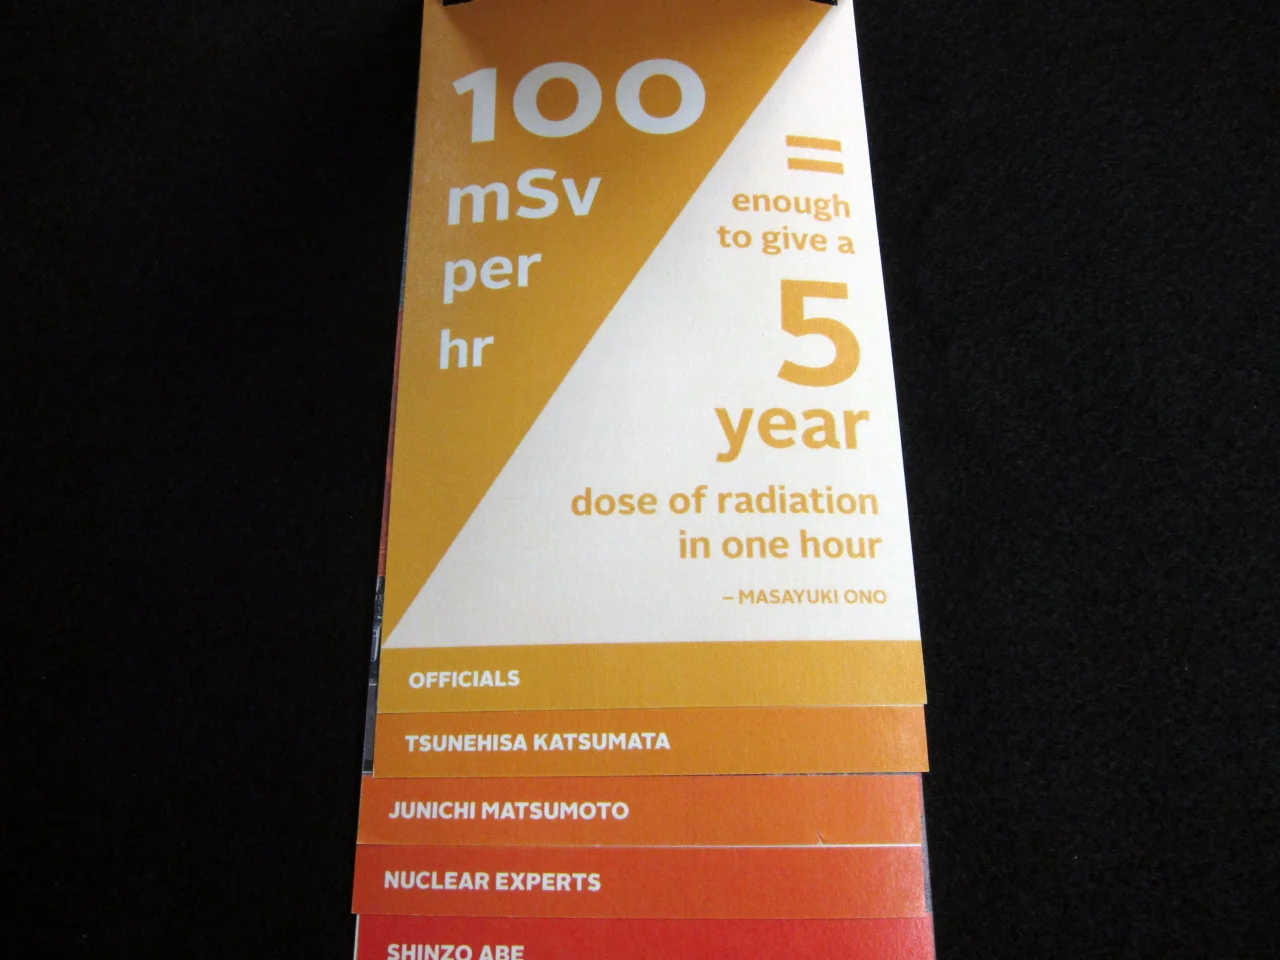 100
mSv
per
hr
=
enough
to give a
5
year
dose of radiation
in one hour
– MASAYUKI ONO
OFFICIALS
TSUNEHISA KATSUMATA
JUNICHI MATSUMOTO
NUCLEAR EXPERTS
SHINZO ABE